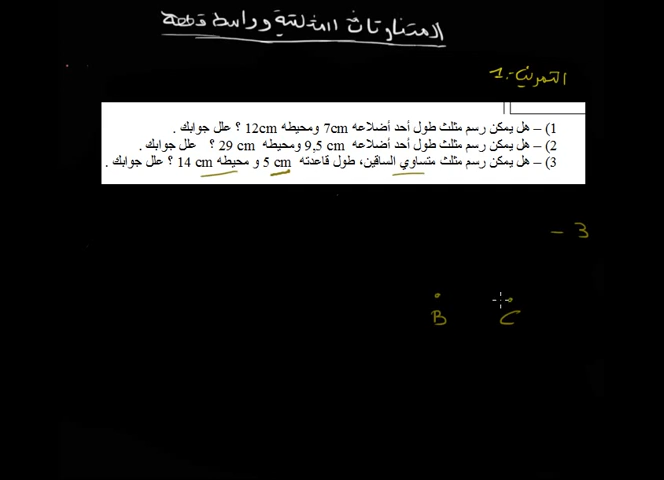 المتفاوتات المثلثية وواسط قطعة
التمرين 1:
1) – هل يمكن رسم مثلث طول أحد أضلاعه 7cm ومحيطه 12cm ؟ علل جوابك .
2) – هل يمكن رسم مثلث طول أحد أضلاعه 9,5 cm ومحيطه 29 cm ؟ علل جوابك.
3) – هل يمكن رسم مثلث متساوي الساقين، طول قاعدته 5 cm و محيطه 14 cm ؟ علل جوابك .
3 –
B C